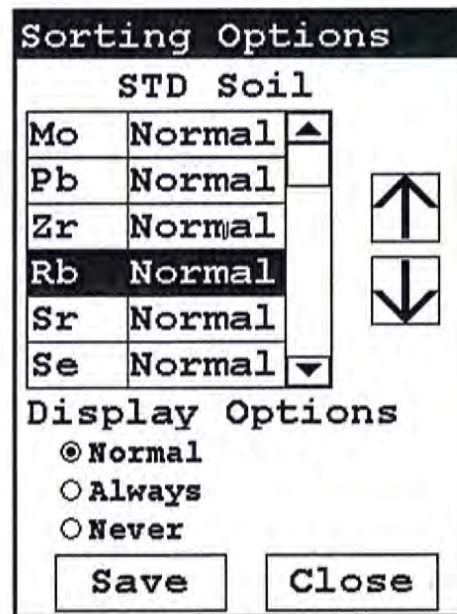 Sorting Options
STD Soil
Mo Normal
Pb Normal
Zr Normal
Rb Normal
Sr Normal
Se Normal
Display Options
Normal
Always
Never
Save Close